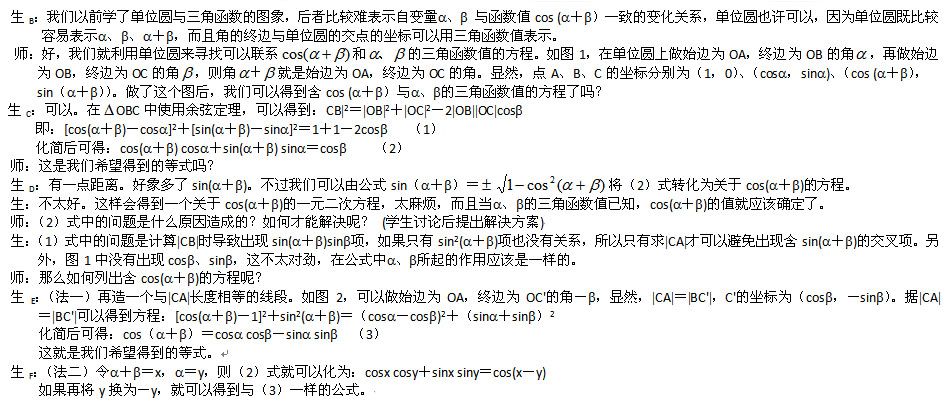 生 B：我们以前学了单位圆与三角函数的图象，后者比较难表示自变量α、β 与函数值 cos (α+β）一致的变化关系，单位圆也许可以，因为单位圆既比较
容易表示α、β、α+β，而且角的终边与单位圆的交点的坐标可以用三角函数值表示。
师：好，我们就利用单位圆来寻找可以联系cos(α+β)和α、β的三角函数值的方程。如图 1，在单位圆上做始边为 OA，终边为 OB 的角α，再做始边
为 OB，终边为 OC 的角β，则角α+β就是始边为 OA，终边为 OC 的角。显然，点 A、B、C 的坐标分别为（1，0）、（cosα，sinα)、（cos (α+β)，
sin（α+β））。做了这个图后，我们可以得到含 cos (α+β）与α、β的三角函数值的方程了吗？
生 C：可以。在 ΔOBC 中使用余弦定理，可以得到：CB|²＝|OB|²＋|OC|²－2|OB||OC|cosβ
即：[cos(α+β)－cosα]²＋[sin(α+β)－sinα]²＝1＋1－2cosβ （1）
化简后可得：cos(α+β) cosα＋sin(α+β) sinα＝cosβ （2）
师：这是我们希望得到的等式吗？
生 D：有一点距离。好象多了 sin(α+β)。不过我们可以由公式 sin（α+β）＝± √1−cos²(α+β) 将（2）式转化为关于 cos(α+β)的方程。
生：不太好。这样会得到一个关于 cos(α+β)的一元二次方程，太麻烦，而且当α、β的三角函数值已知，cos(α+β)的值就应该确定了。
师：（2）式中的问题是什么原因造成的？如何才能解决呢？ (学生讨论后提出解决方案）
生：（1）式中的问题是计算|CB|时导致出现 sin(α+β)sinβ项，如果只有 sin²(α+β)项也没有关系，所以只有求|CA|才可以避免出现含 sin(α+β)的交叉项。另
外，图 1 中没有出现 cosβ、sinβ，这不太对劲，在公式中α、β所起的作用应该是一样的。
师：那么如何列出含 cos(α+β)的方程呢？
生 E：（法一）再造一个与|CA|长度相等的线段。如图 2，可以做始边为 OA，终边为 OC'的角－β，显然，|CA|＝|BC'|，C'的坐标为（cosβ，－sinβ）。据|CA|
＝|BC'|可以得到方程：[cos(α+β)－1]²＋sin²(α+β)＝（cosα－cosβ)²＋（sinα＋sinβ）²
化简后可得：cos（α+β）＝cosα cosβ－sinα sinβ （3）
这就是我们希望得到的等式。
生 F：（法二）令α+β＝x，α＝y，则（2）式就可以化为：cosx cosy＋sinx siny＝cos(x－y)
如果再将 y 换为－y，就可以得到与（3）一样的公式。